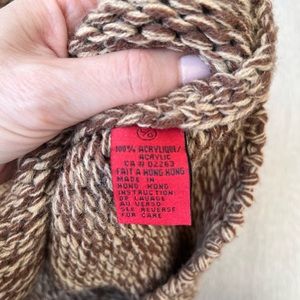 100% ACRYLIQUE/
ACRYLIC
CA # 02263
FAIT A HONG KONG
MADE IN
HONG KONG
INSTRUCTION
DE LAVAGE
AU VERSO
SEE REVERSE
FOR CARE